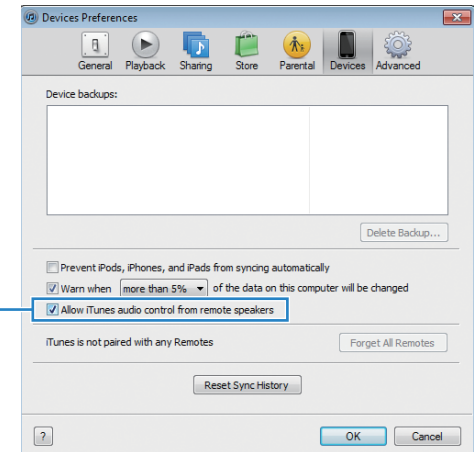 Devices Preferences
General Playback Sharing Store Parental Devices Advanced
Device backups:
Delete Backup...
Prevent iPods, iPhones, and iPads from syncing automatically
Warn when more than 5% of the data on this computer will be changed
Allow iTunes audio control from remote speakers
iTunes is not paired with any Remotes Forget All Remotes
Reset Sync History
? OK Cancel